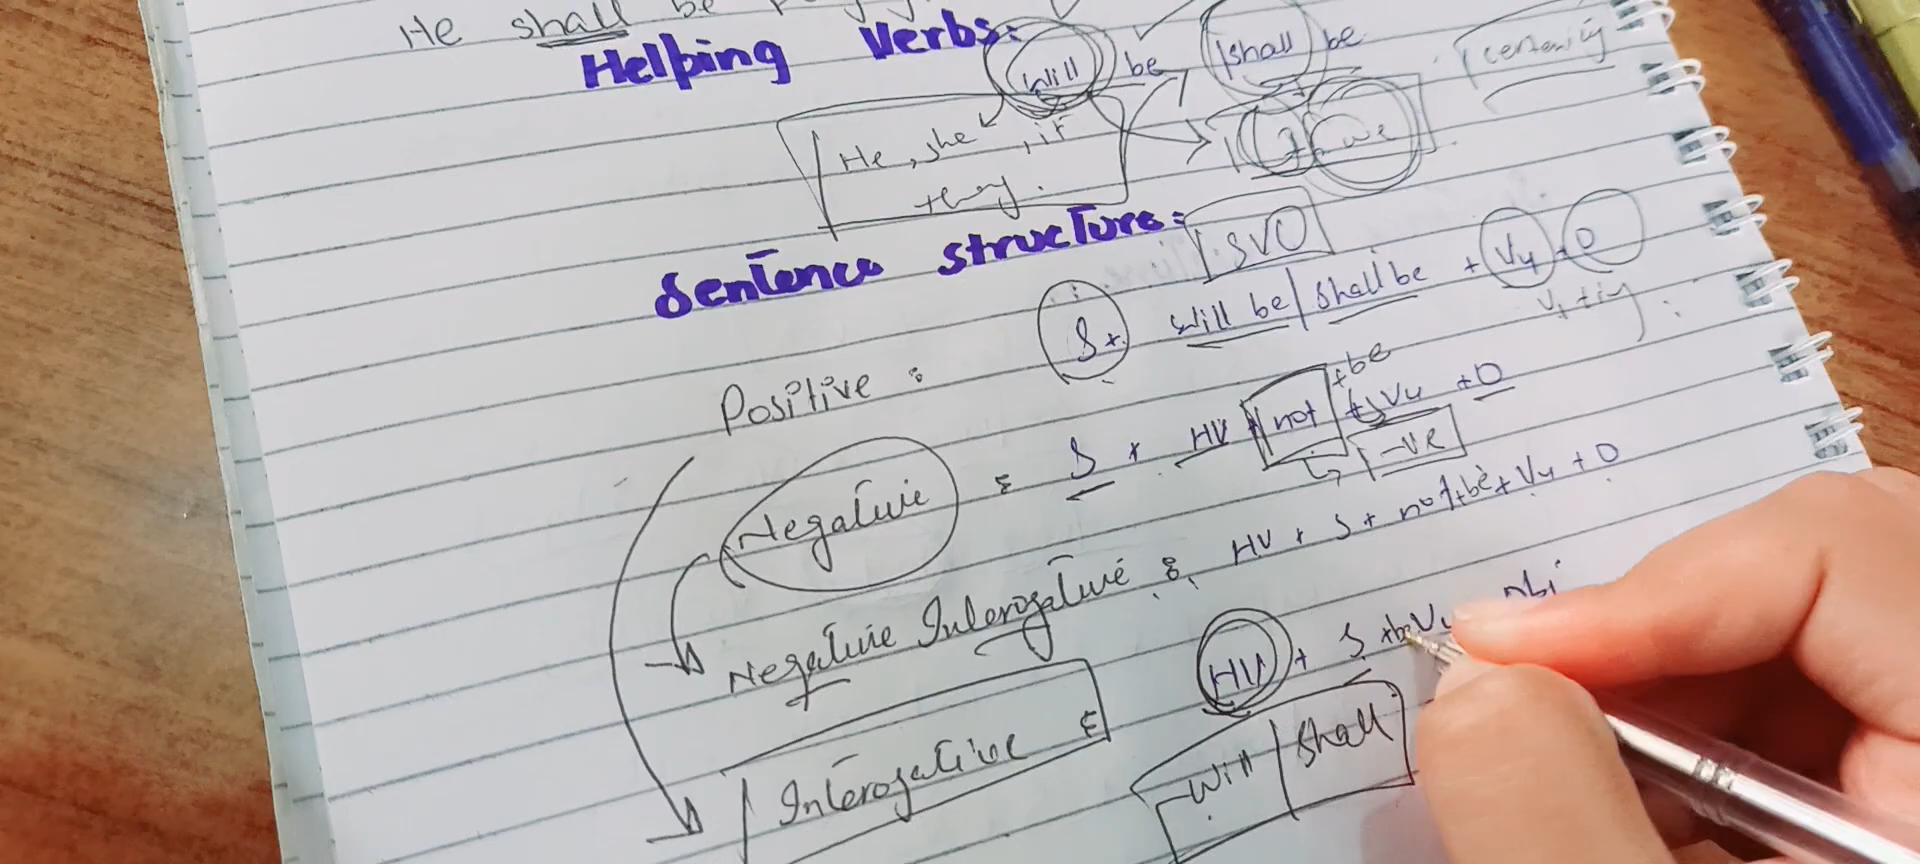 He shall be
Helping Verbs:
will be / shall be
certainity
He, she, it
they.
I, we
Sentence structure:
SVO
Positive : S + will be / shall be + V4 + O
V1 + ing
Negative : S + HV + not + be + V4 + O
-VE
Negative Interogative : HV + S + not + be + V4 + O
Interogative : HV + S + be V4 obj
will / shall